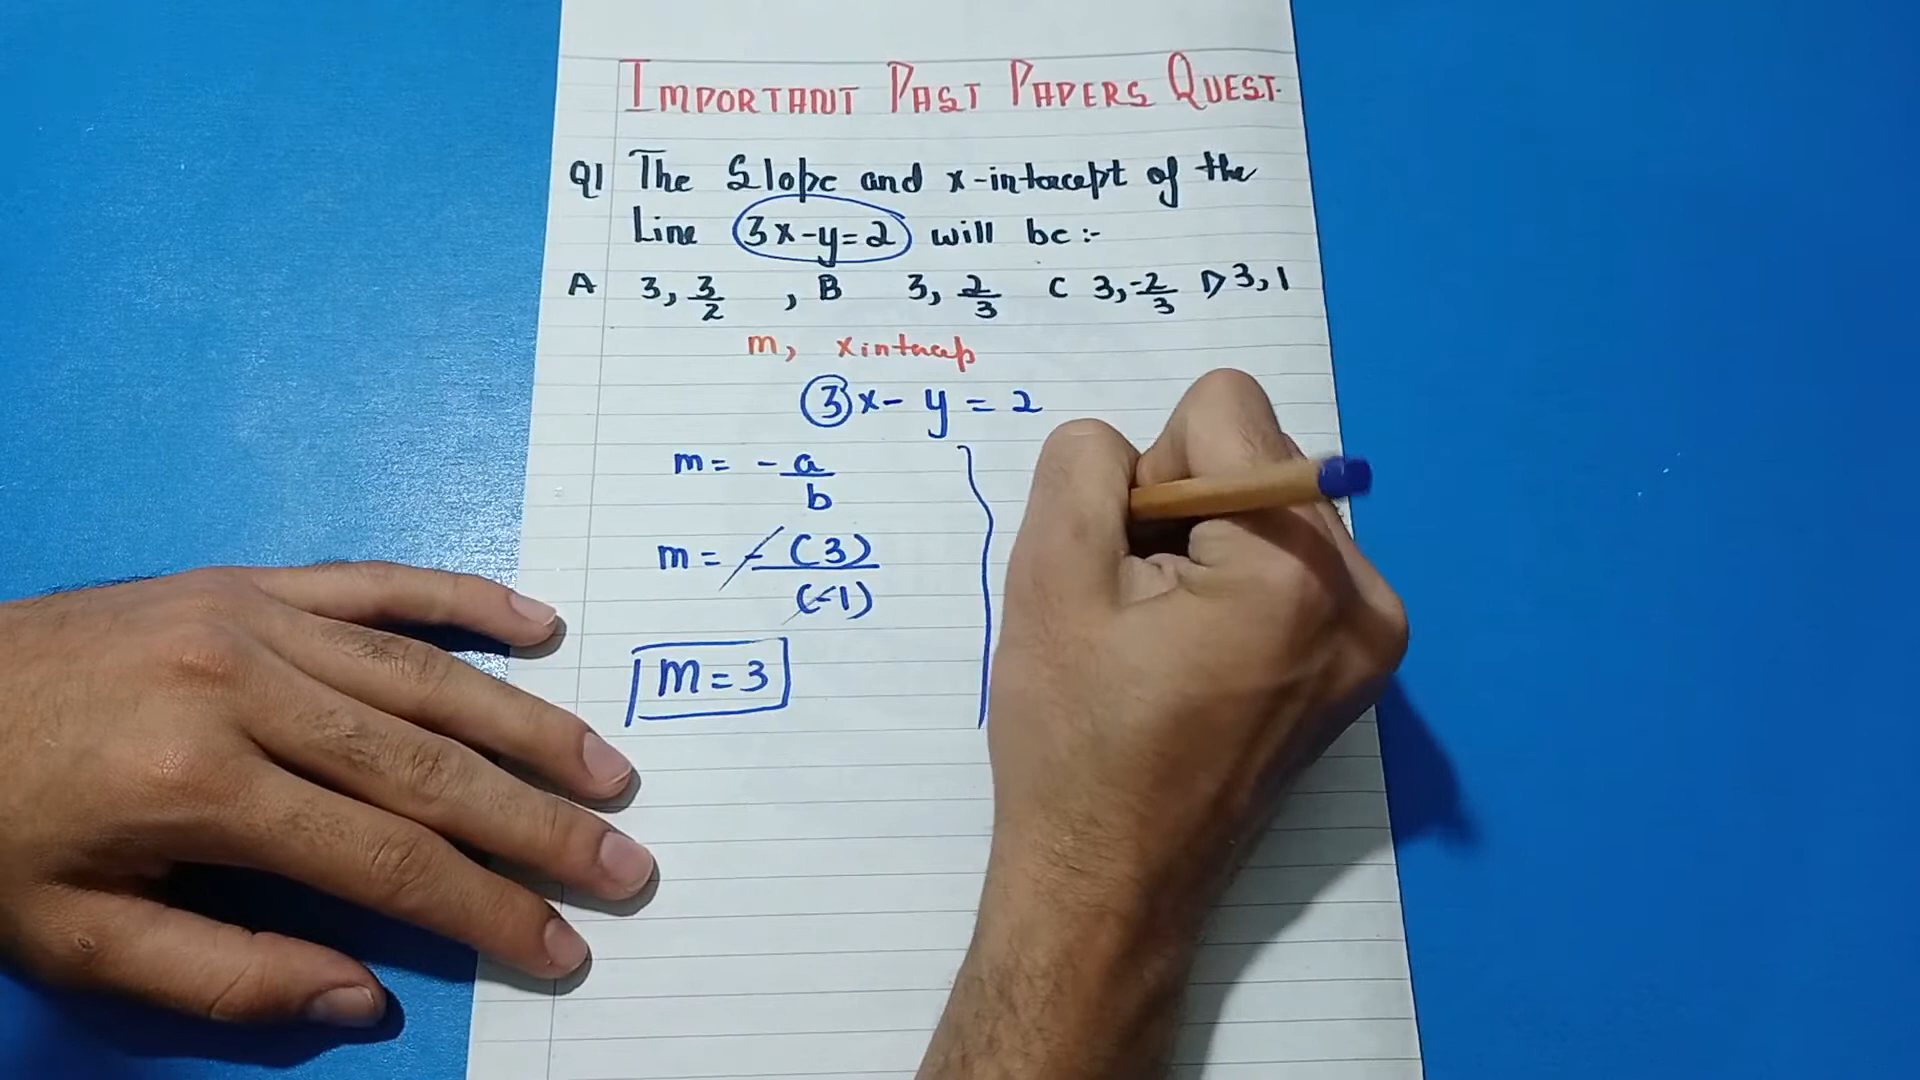 IMPORTANT PAST PAPERS QUEST.
Q1 The Slope and x-intercept of the
Line 3x-y=2 will be:-
A 3, 3/2 , B 3, 2/3 C 3, -2/3 D 3, 1
m, x intercep
3x - y = 2
m = - a/b
m = - (3)/(-1)
m = 3